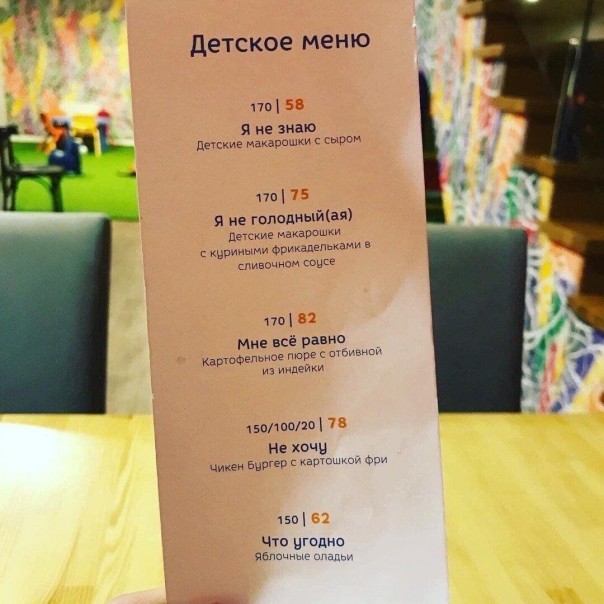 Детское меню
170 | 58
Я не знаю
Детские макарошки с сыром
170 | 75
Я не голодный(ая)
Детские макарошки
с куриными фрикадельками в
сливочном соусе
170 | 82
Мне всё равно
Картофельное пюре с отбивной
из индейки
150/100/20 | 78
Не хочу
Чикен Бургер с картошкой фри
150 | 62
Что угодно
Яблочные оладьи